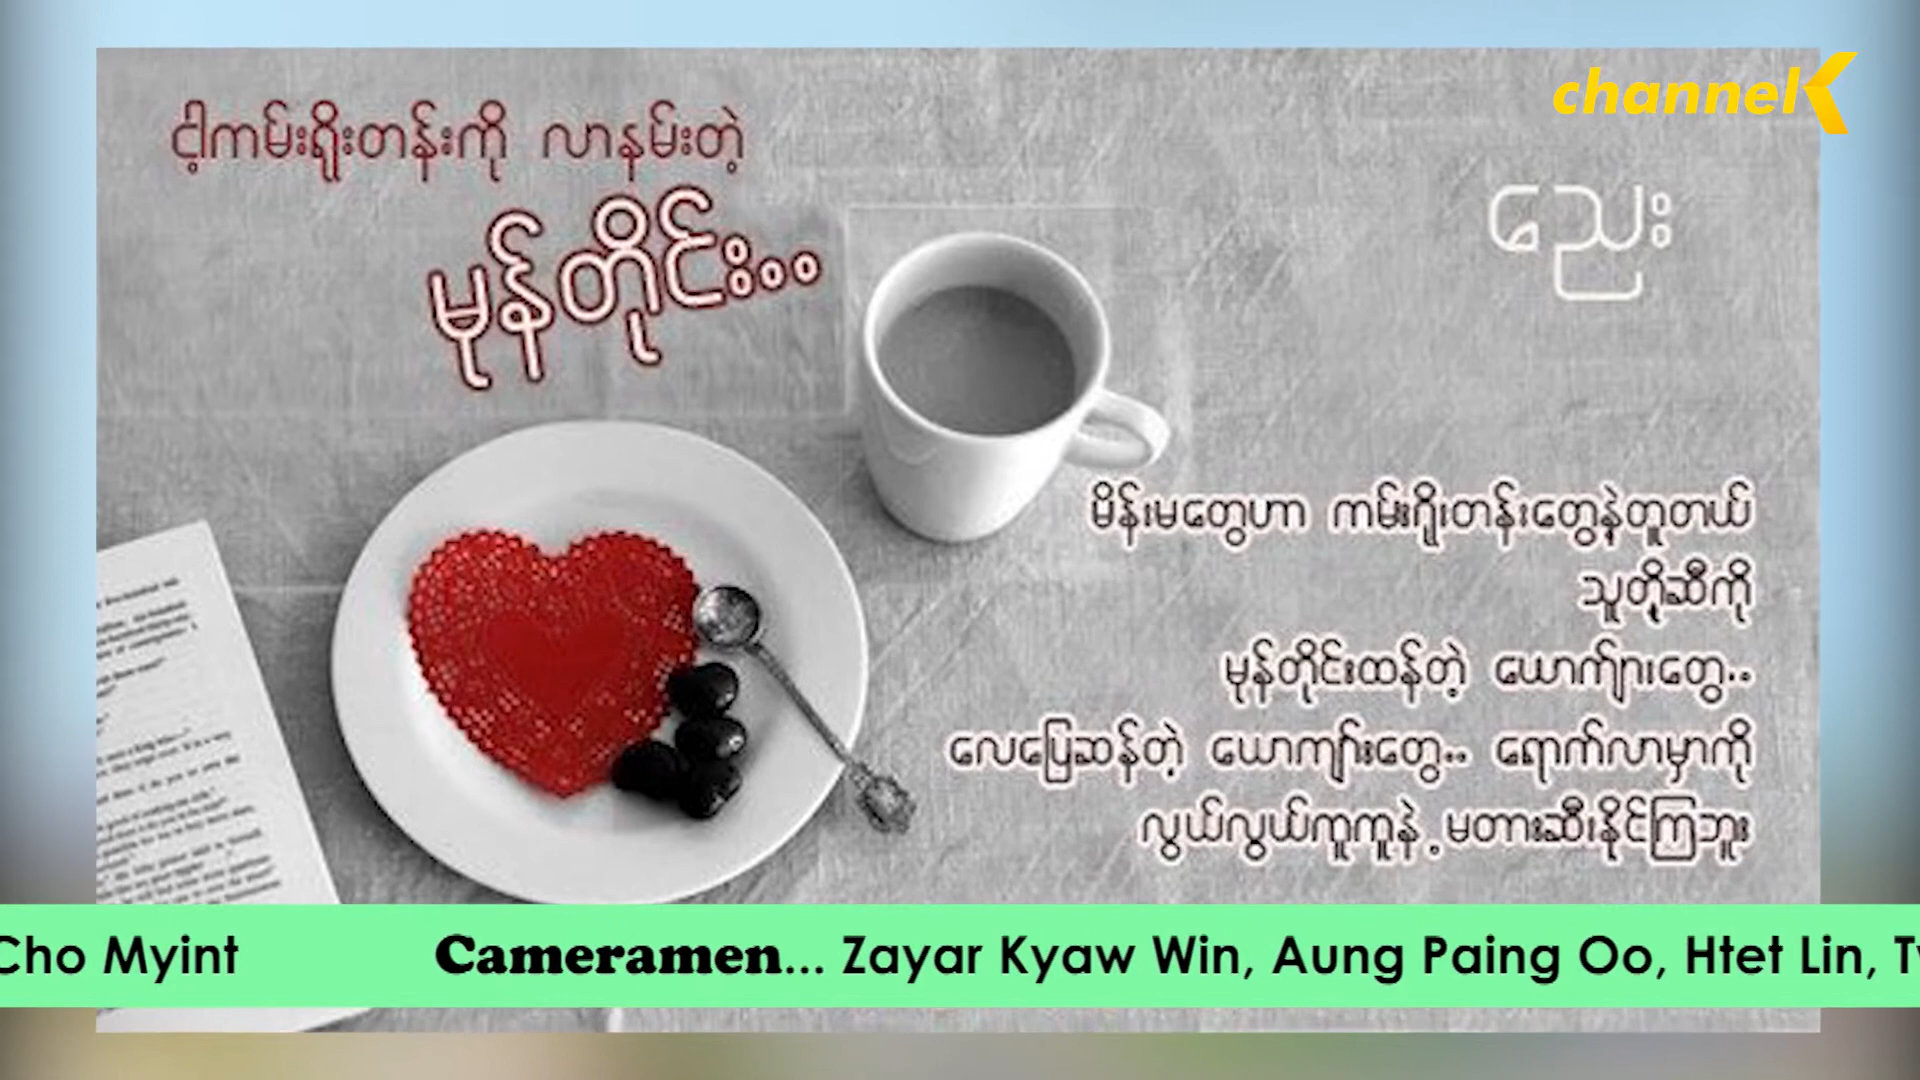 channelK
ငါ့ကမ်းရိုးတန်းကို လာနမ်းတဲ့
မုန်တိုင်း..
ညေး
မိန်းမတွေဟာ ကမ်းရိုးတန်းတွေနဲ့တူတယ်
သူတို့ဆီကို
မုန်တိုင်းထန်တဲ့ ယောက်ျားတွေ..
လေပြေဆန်တဲ့ ယောကျာ်းတွေ.. ရောက်လာမှာကို
လွယ်လွယ်ကူကူနဲ့ မတားဆီးနိုင်ကြဘူး
Cho Myint Cameramen... Zayar Kyaw Win, Aung Paing Oo, Htet Lin,